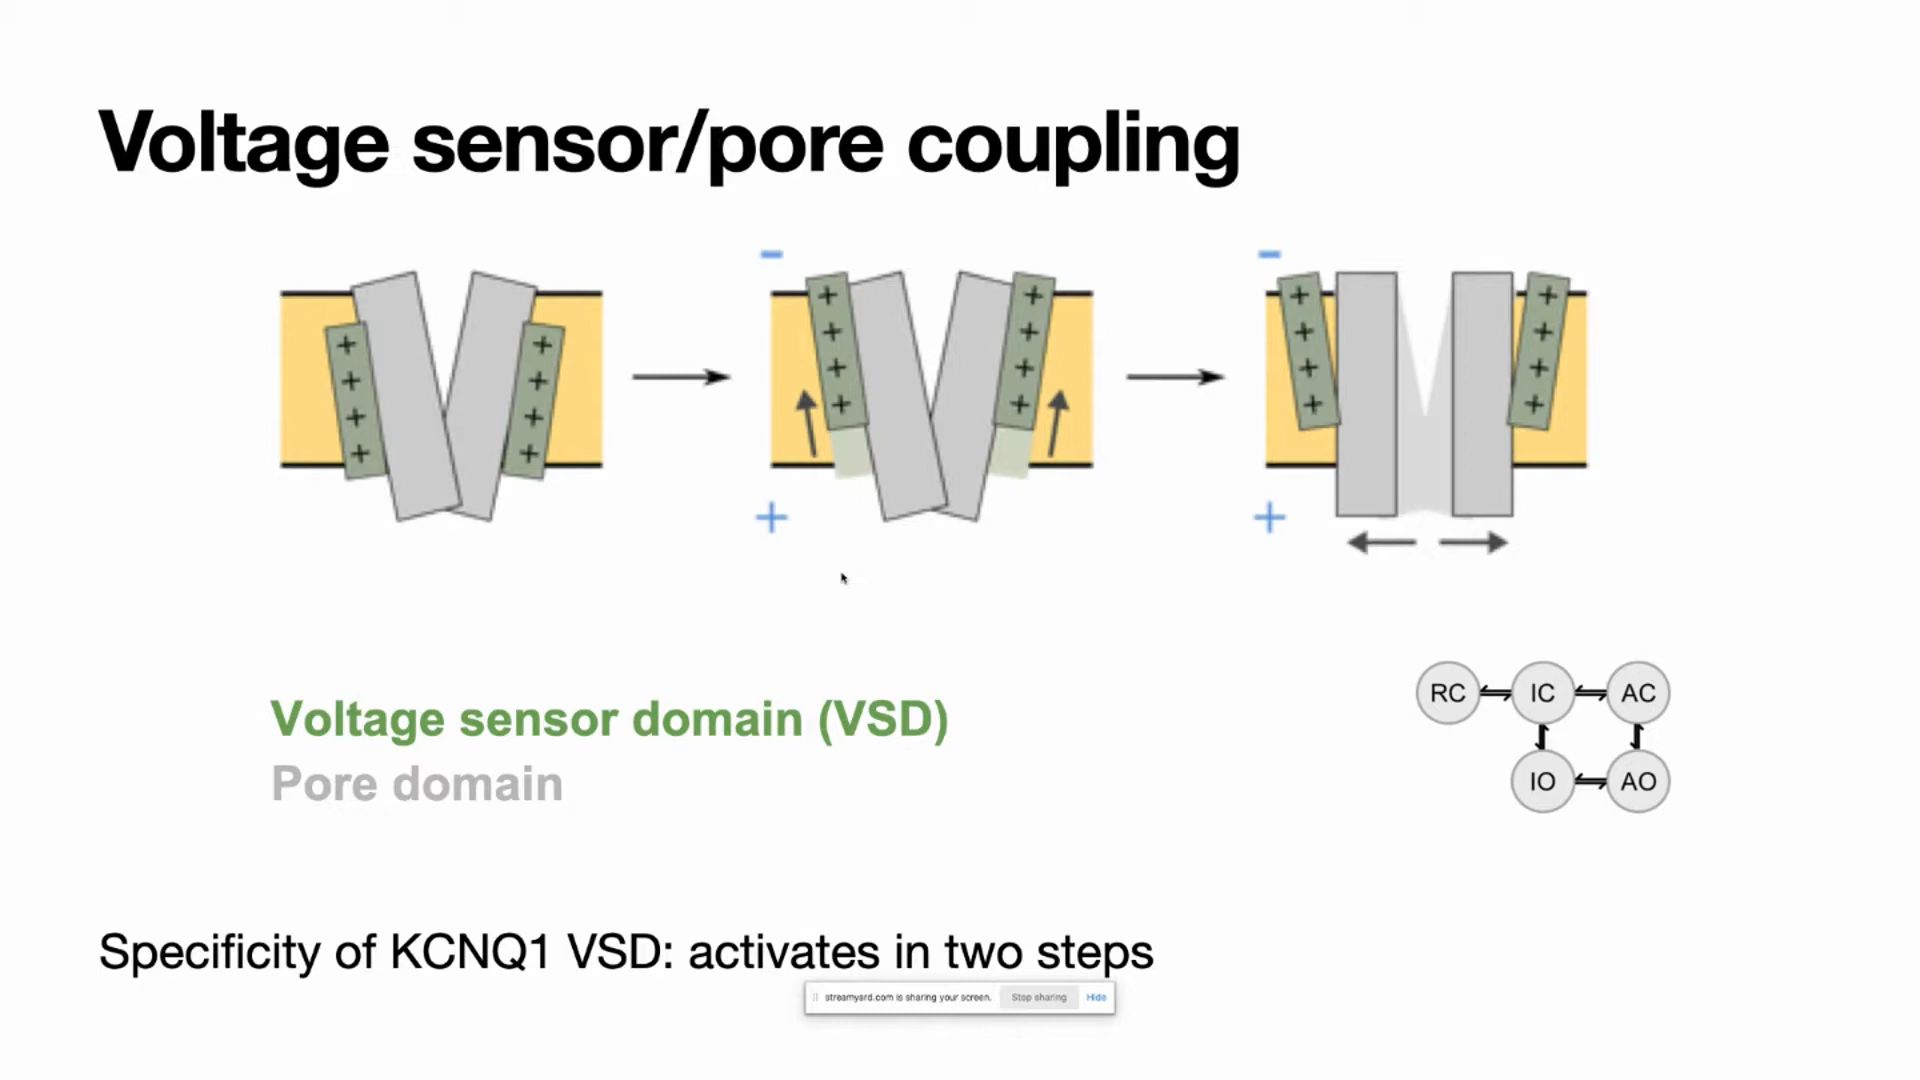 Voltage sensor/pore coupling
- -
+ + + + + +
+ + + + + +
+ + + + + +
+ + + + + +
+ +
RC IC AC
Voltage sensor domain (VSD)
IO AO
Pore domain
Specificity of KCNQ1 VSD: activates in two steps
streamyard.com is sharing your screen. Stop sharing Hide